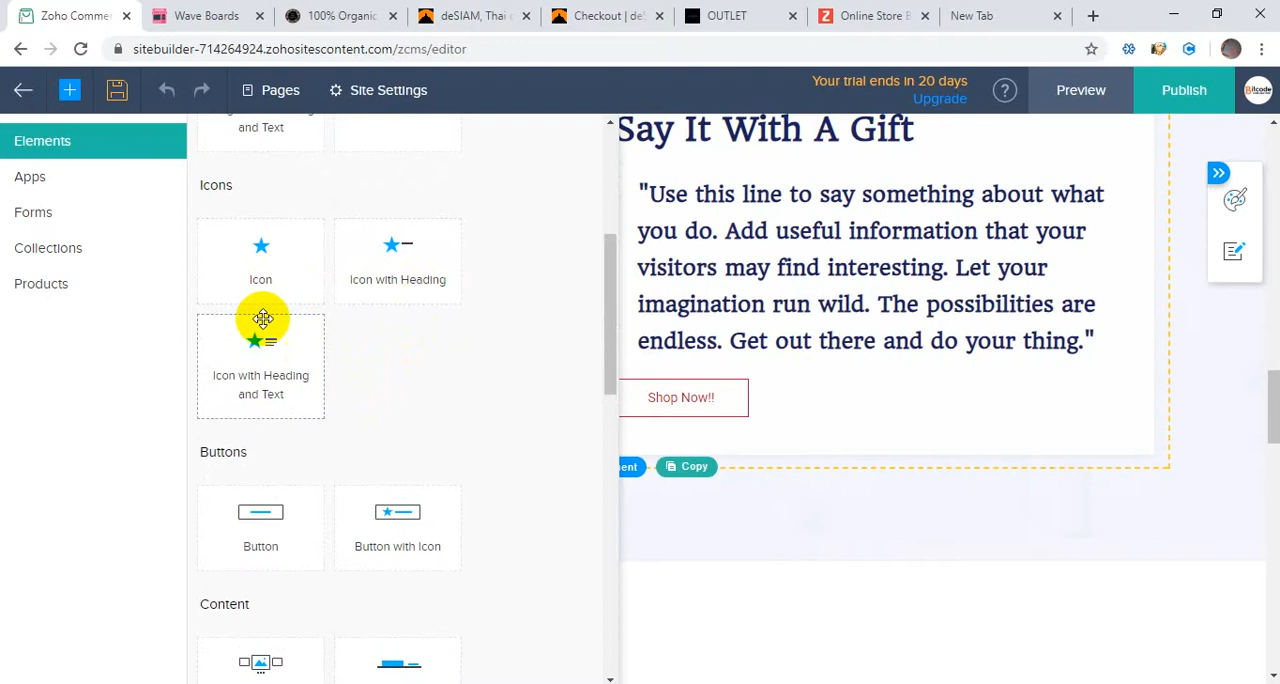 Zoho Commer
Wave Boards
100% Organic
deSIAM, Thai c
Checkout | deS
OUTLET
Online Store B
New Tab
sitebuilder-714264924.zohositescontent.com/zcms/editor
Pages
Site Settings
Your trial ends in 20 days
Upgrade
?
Preview
Publish
Bitcode
Elements
Apps
Forms
Collections
Products
and Text
Icons
Icon
Icon with Heading
Icon with Heading
and Text
Buttons
Button
Button with Icon
Content
Say It With A Gift
"Use this line to say something about what
you do. Add useful information that your
visitors may find interesting. Let your
imagination run wild. The possibilities are
endless. Get out there and do your thing."
Shop Now!!
ent
Copy